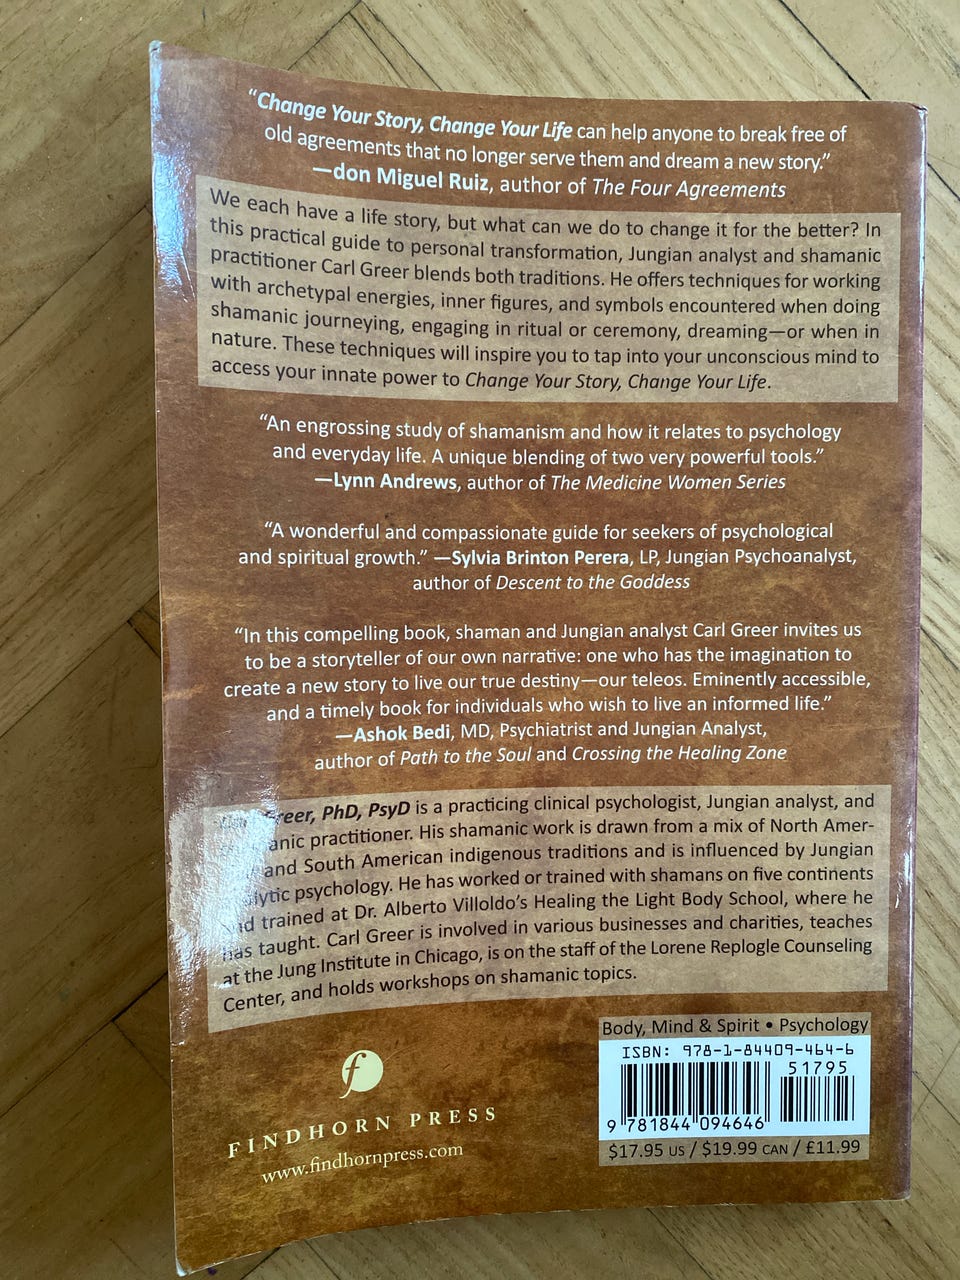 “Change Your Story, Change Your Life can help anyone to break free of
old agreements that no longer serve them and dream a new story.”
—don Miguel Ruiz, author of The Four Agreements
We each have a life story, but what can we do to change it for the better? In
this practical guide to personal transformation, Jungian analyst and shamanic
practitioner Carl Greer blends both traditions. He offers techniques for working
with archetypal energies, inner figures, and symbols encountered when doing
shamanic journeying, engaging in ritual or ceremony, dreaming—or when in
nature. These techniques will inspire you to tap into your unconscious mind to
access your innate power to Change Your Story, Change Your Life.
“An engrossing study of shamanism and how it relates to psychology
and everyday life. A unique blending of two very powerful tools.”
—Lynn Andrews, author of The Medicine Women Series
“A wonderful and compassionate guide for seekers of psychological
and spiritual growth.” —Sylvia Brinton Perera, LP, Jungian Psychoanalyst,
author of Descent to the Goddess
“In this compelling book, shaman and Jungian analyst Carl Greer invites us
to be a storyteller of our own narrative: one who has the imagination to
create a new story to live our true destiny—our teleos. Eminently accessible,
and a timely book for individuals who wish to live an informed life.”
—Ashok Bedi, MD, Psychiatrist and Jungian Analyst,
author of Path to the Soul and Crossing the Healing Zone
Greer, PhD, PsyD is a practicing clinical psychologist, Jungian analyst, and
practitioner. His shamanic work is drawn from a mix of North Amer-
and South American indigenous traditions and is influenced by Jungian
psychology. He has worked or trained with shamans on five continents
and trained at Dr. Alberto Villoldo’s Healing the Light Body School, where he
has taught. Carl Greer is involved in various businesses and charities, teaches
at the Jung Institute in Chicago, is on the staff of the Lorene Replogle Counseling
Center, and holds workshops on shamanic topics.
Body, Mind & Spirit • Psychology
ISBN: 978-1-84409-464-6
51795
9 781844 094646
$17.95 US / $19.99 CAN / £11.99
f
FINDHORN PRESS
www.findhornpress.com